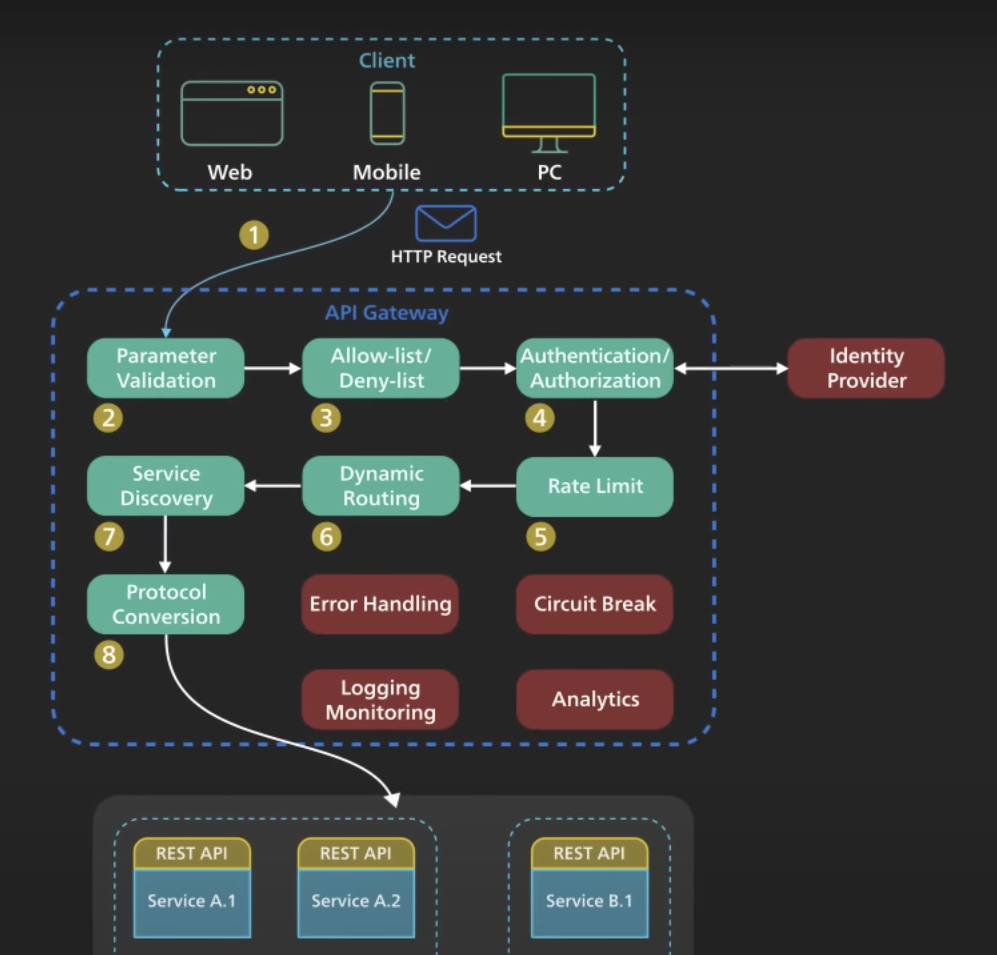 Client
Web
Mobile
PC
1
HTTP Request
API Gateway
Parameter
Validation
Allow-list/
Deny-list
Authentication/
Authorization
Identity
Provider
2
3
4
Service
Discovery
Dynamic
Routing
Rate Limit
7
6
5
Protocol
Conversion
Error Handling
Circuit Break
8
Logging
Monitoring
Analytics
REST API
REST API
REST API
Service A.1
Service A.2
Service B.1